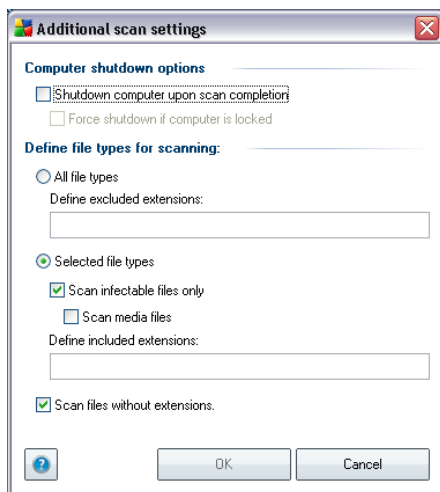 Additional scan settings
Computer shutdown options
Shutdown computer upon scan completion
Force shutdown if computer is locked
Define file types for scanning:
All file types
Define excluded extensions:
Selected file types
Scan infectable files only
Scan media files
Define included extensions:
Scan files without extensions.
?
OK
Cancel